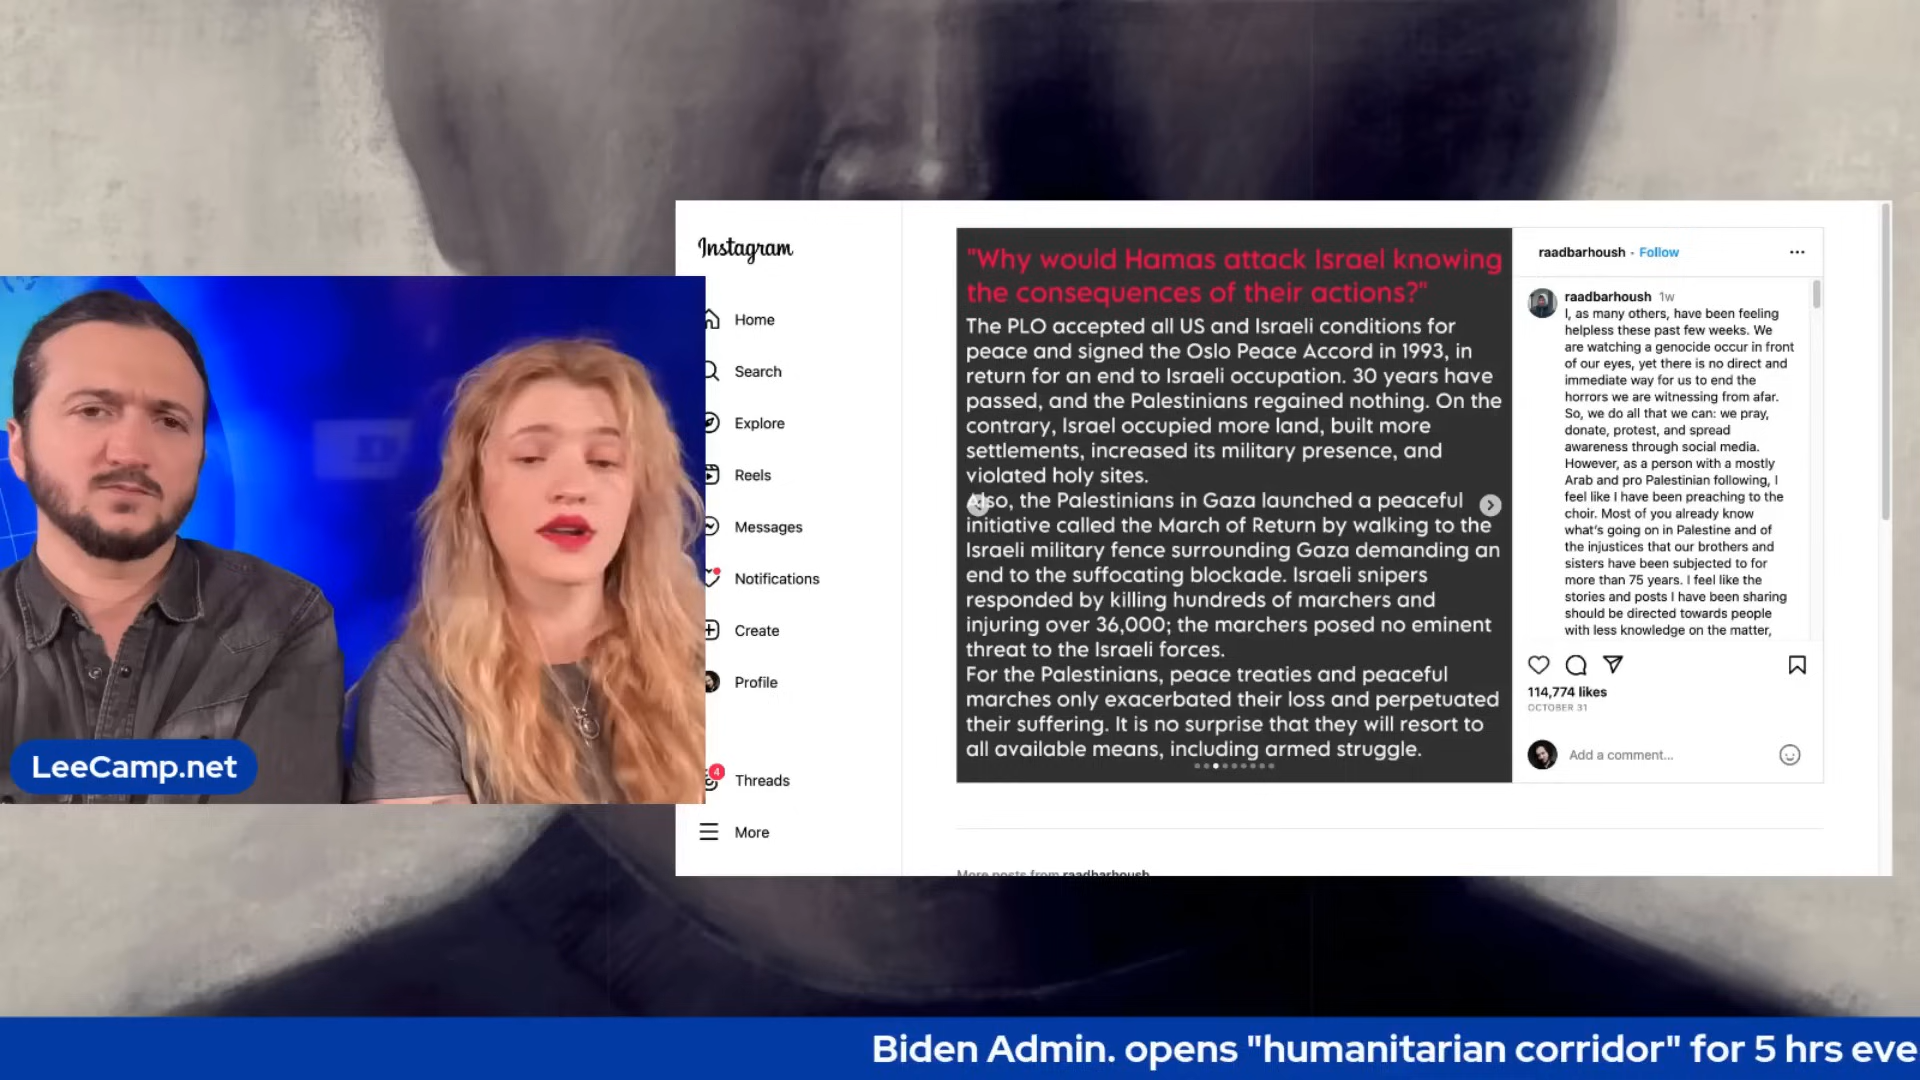 Instagram
Home
Search
Explore
Reels
Messages
Notifications
Create
Profile
4
Threads
More
"Why would Hamas attack Israel knowing
the consequences of their actions?"
The PLO accepted all US and Israeli conditions for
peace and signed the Oslo Peace Accord in 1993, in
return for an end to Israeli occupation. 30 years have
passed, and the Palestinians regained nothing. On the
contrary, Israel occupied more land, built more
settlements, increased its military presence, and
violated holy sites.
Also, the Palestinians in Gaza launched a peaceful
initiative called the March of Return by walking to the
Israeli military fence surrounding Gaza demanding an
end to the suffocating blockade. Israeli snipers
responded by killing hundreds of marchers and
injuring over 36,000; the marchers posed no eminent
threat to the Israeli forces.
For the Palestinians, peace treaties and peaceful
marches only exacerbated their loss and perpetuated
their suffering. It is no surprise that they will resort to
all available means, including armed struggle.
raadbarhoush · Follow
raadbarhoush 1w
I, as many others, have been feeling
helpless these past few weeks. We
are watching a genocide occur in front
of our eyes, yet there is no direct and
immediate way for us to end the
horrors we are witnessing from afar.
So, we do all that we can: we pray,
donate, protest, and spread
awareness through social media.
However, as a person with a mostly
Arab and pro Palestinian following, I
feel like I have been preaching to the
choir. Most of you already know
what's going on in Palestine and of
the injustices that our brothers and
sisters have been subjected to for
more than 75 years. I feel like the
stories and posts I have been sharing
should be directed towards people
with less knowledge on the matter,
114,774 likes
OCTOBER 31
Add a comment...
More posts from raadbarhoush
LeeCamp.net
Biden Admin. opens "humanitarian corridor" for 5 hrs eve